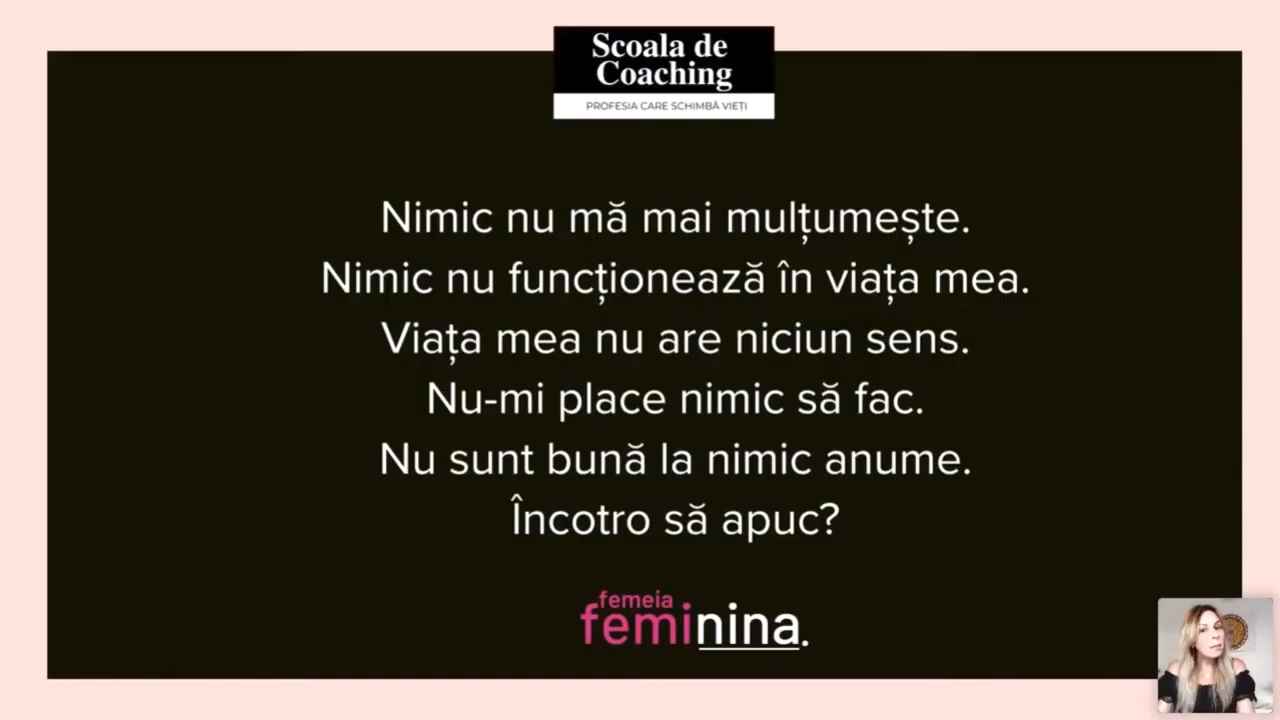 Scoala de
Coaching
PROFESIA CARE SCHIMBĂ VIEȚI
Nimic nu mă mai mulțumește.
Nimic nu funcționează în viața mea.
Viața mea nu are niciun sens.
Nu-mi place nimic să fac.
Nu sunt bună la nimic anume.
Încotro să apuc?
femeia
feminina.